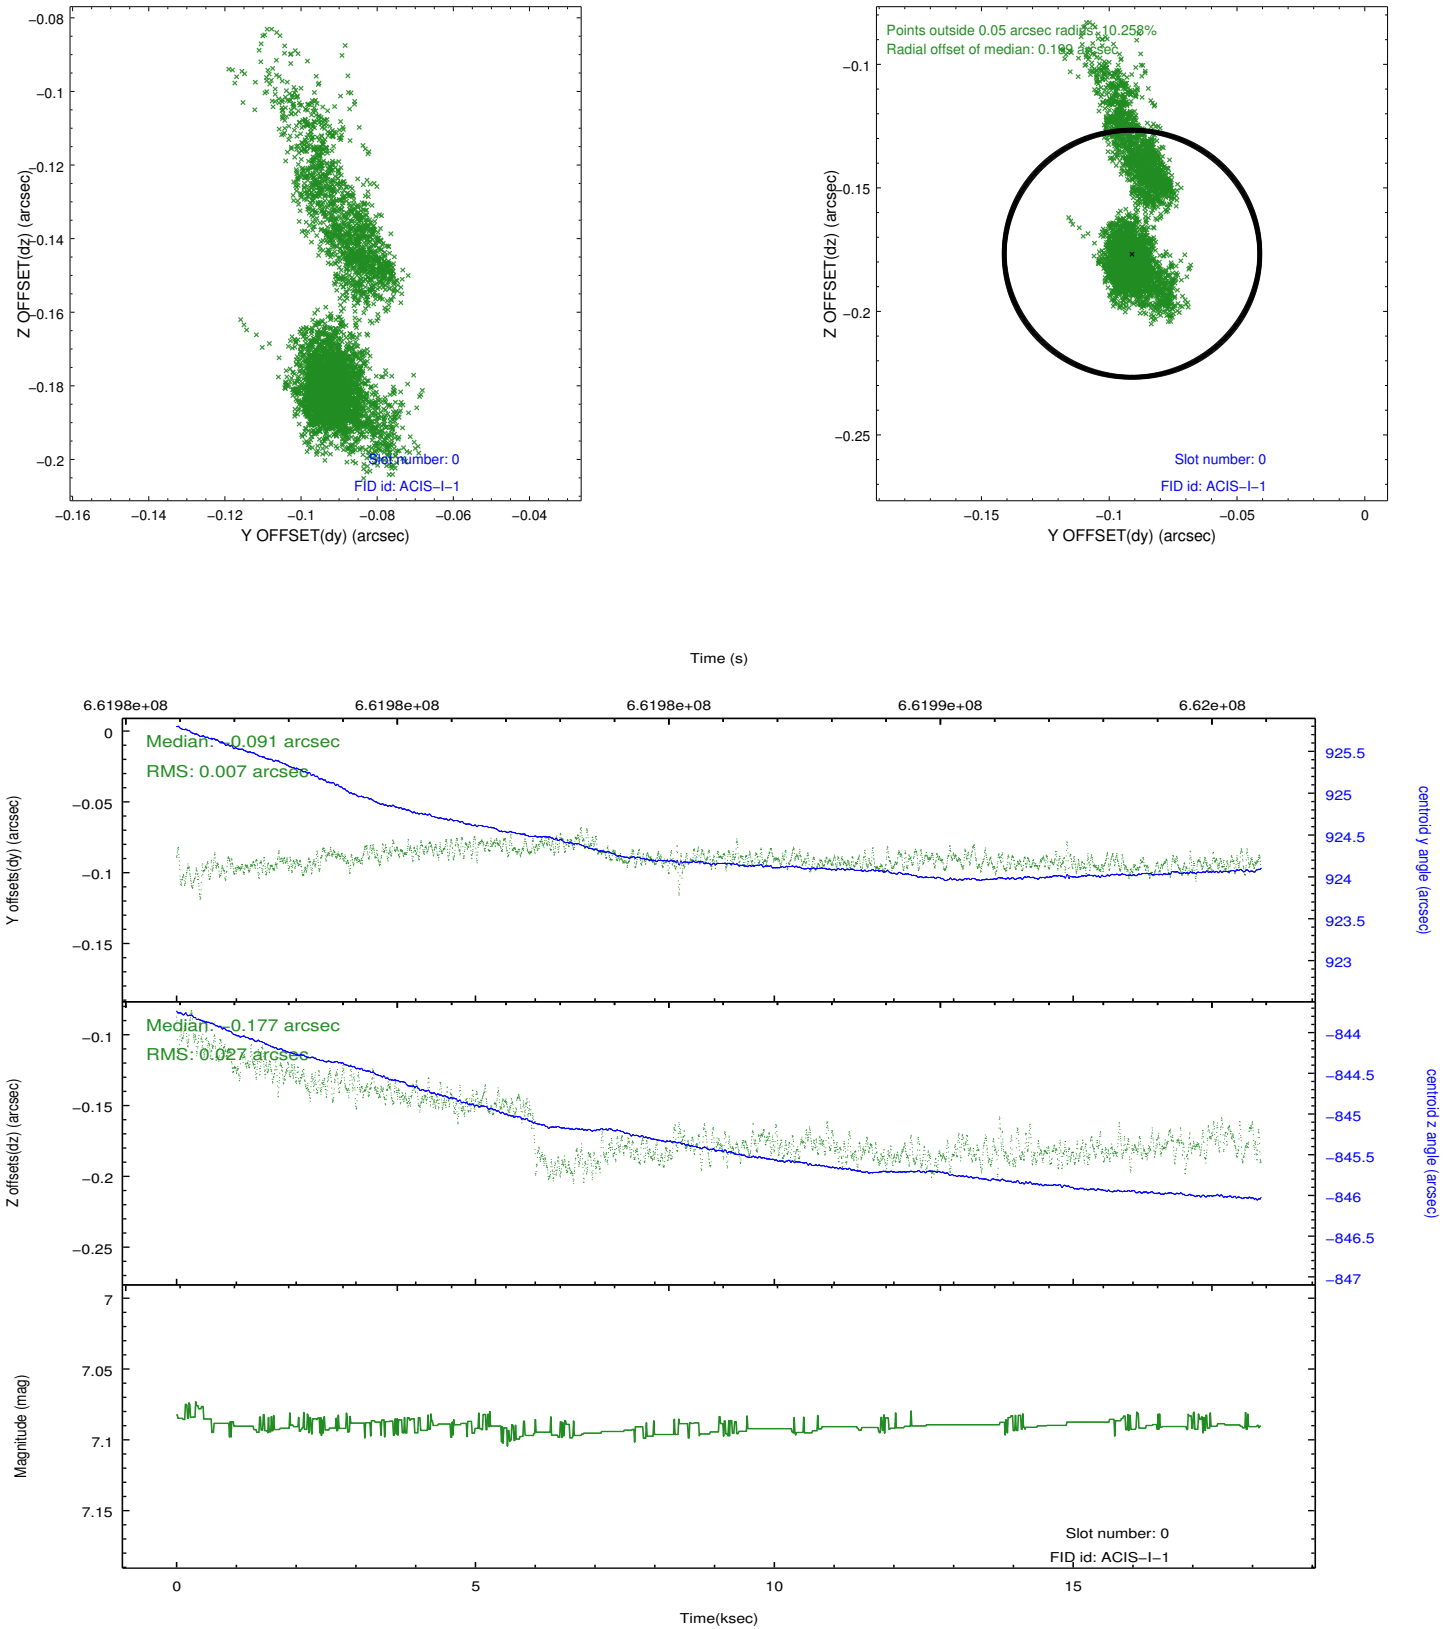 −0.08
−0.1
−0.12
−0.14
−0.16
−0.18
−0.2
Z OFFSET(dz) (arcsec)
Slot number: 0
FID id: ACIS−I−1
−0.16 −0.14 −0.12 −0.1 −0.08 −0.06 −0.04
Y OFFSET(dy) (arcsec)
Points outside 0.05 arcsec radius: 10.258%
Radial offset of median: 0.199 arcsec
−0.1
−0.15
−0.2
−0.25
Z OFFSET(dz) (arcsec)
Slot number: 0
FID id: ACIS−I−1
−0.15 −0.1 −0.05 0
Y OFFSET(dy) (arcsec)
Time (s)
6.6198e+08 6.6198e+08 6.6198e+08 6.6199e+08 6.62e+08
Median: −0.091 arcsec
RMS: 0.007 arcsec
0
−0.05
−0.1
−0.15
Y offsets(dy) (arcsec)
925.5
925
924.5
924
923.5
923
centroid y angle (arcsec)
Median: −0.177 arcsec
RMS: 0.027 arcsec
−0.1
−0.15
−0.2
−0.25
Z offsets(dz) (arcsec)
−844
−844.5
−845
−845.5
−846
−846.5
−847
centroid z angle (arcsec)
7
7.05
7.1
7.15
Magnitude (mag)
Slot number: 0
FID id: ACIS−I−1
0 5 10 15
Time(ksec)